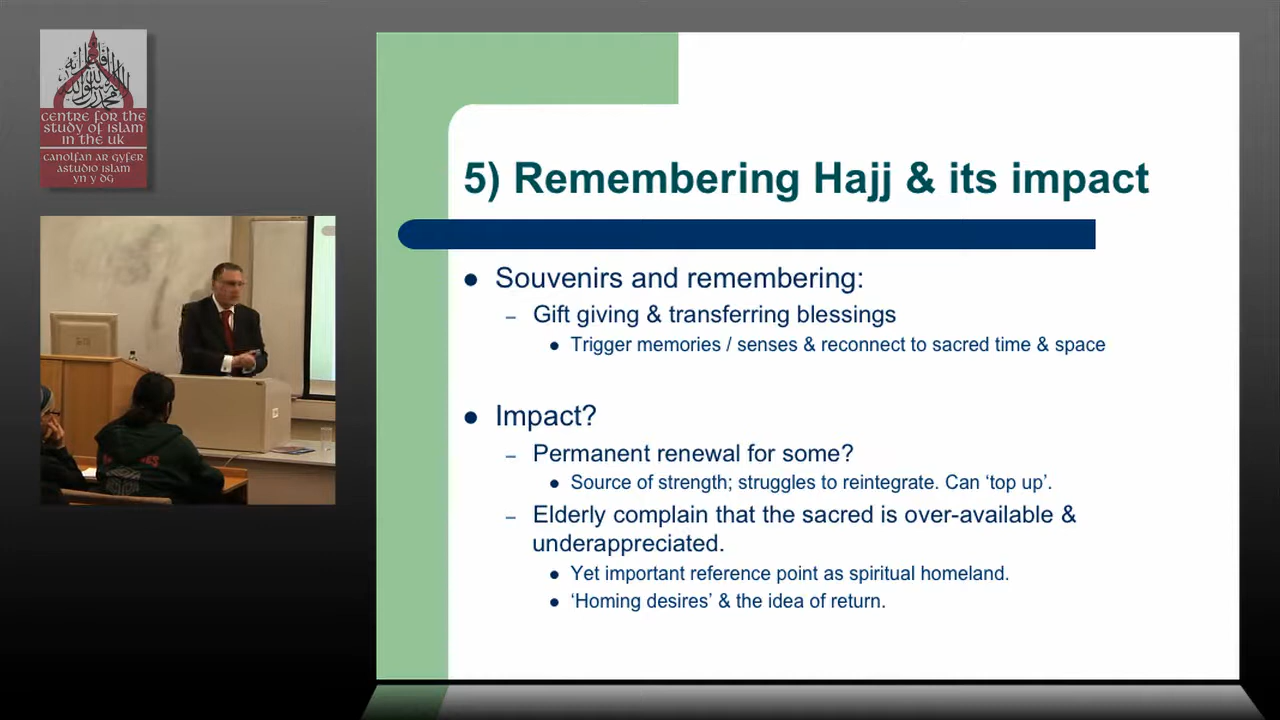 CENTRE FOR THE
STUDY OF ISLAM
IN THE UK
CANOLFAN AR GYFER
ASTUDIO ISLAM
YN Y DG
5) Remembering Hajj & its impact
● Souvenirs and remembering:
– Gift giving & transferring blessings
● Trigger memories / senses & reconnect to sacred time & space
● Impact?
– Permanent renewal for some?
● Source of strength; struggles to reintegrate. Can ‘top up’.
– Elderly complain that the sacred is over-available &
underappreciated.
● Yet important reference point as spiritual homeland.
● ‘Homing desires’ & the idea of return.